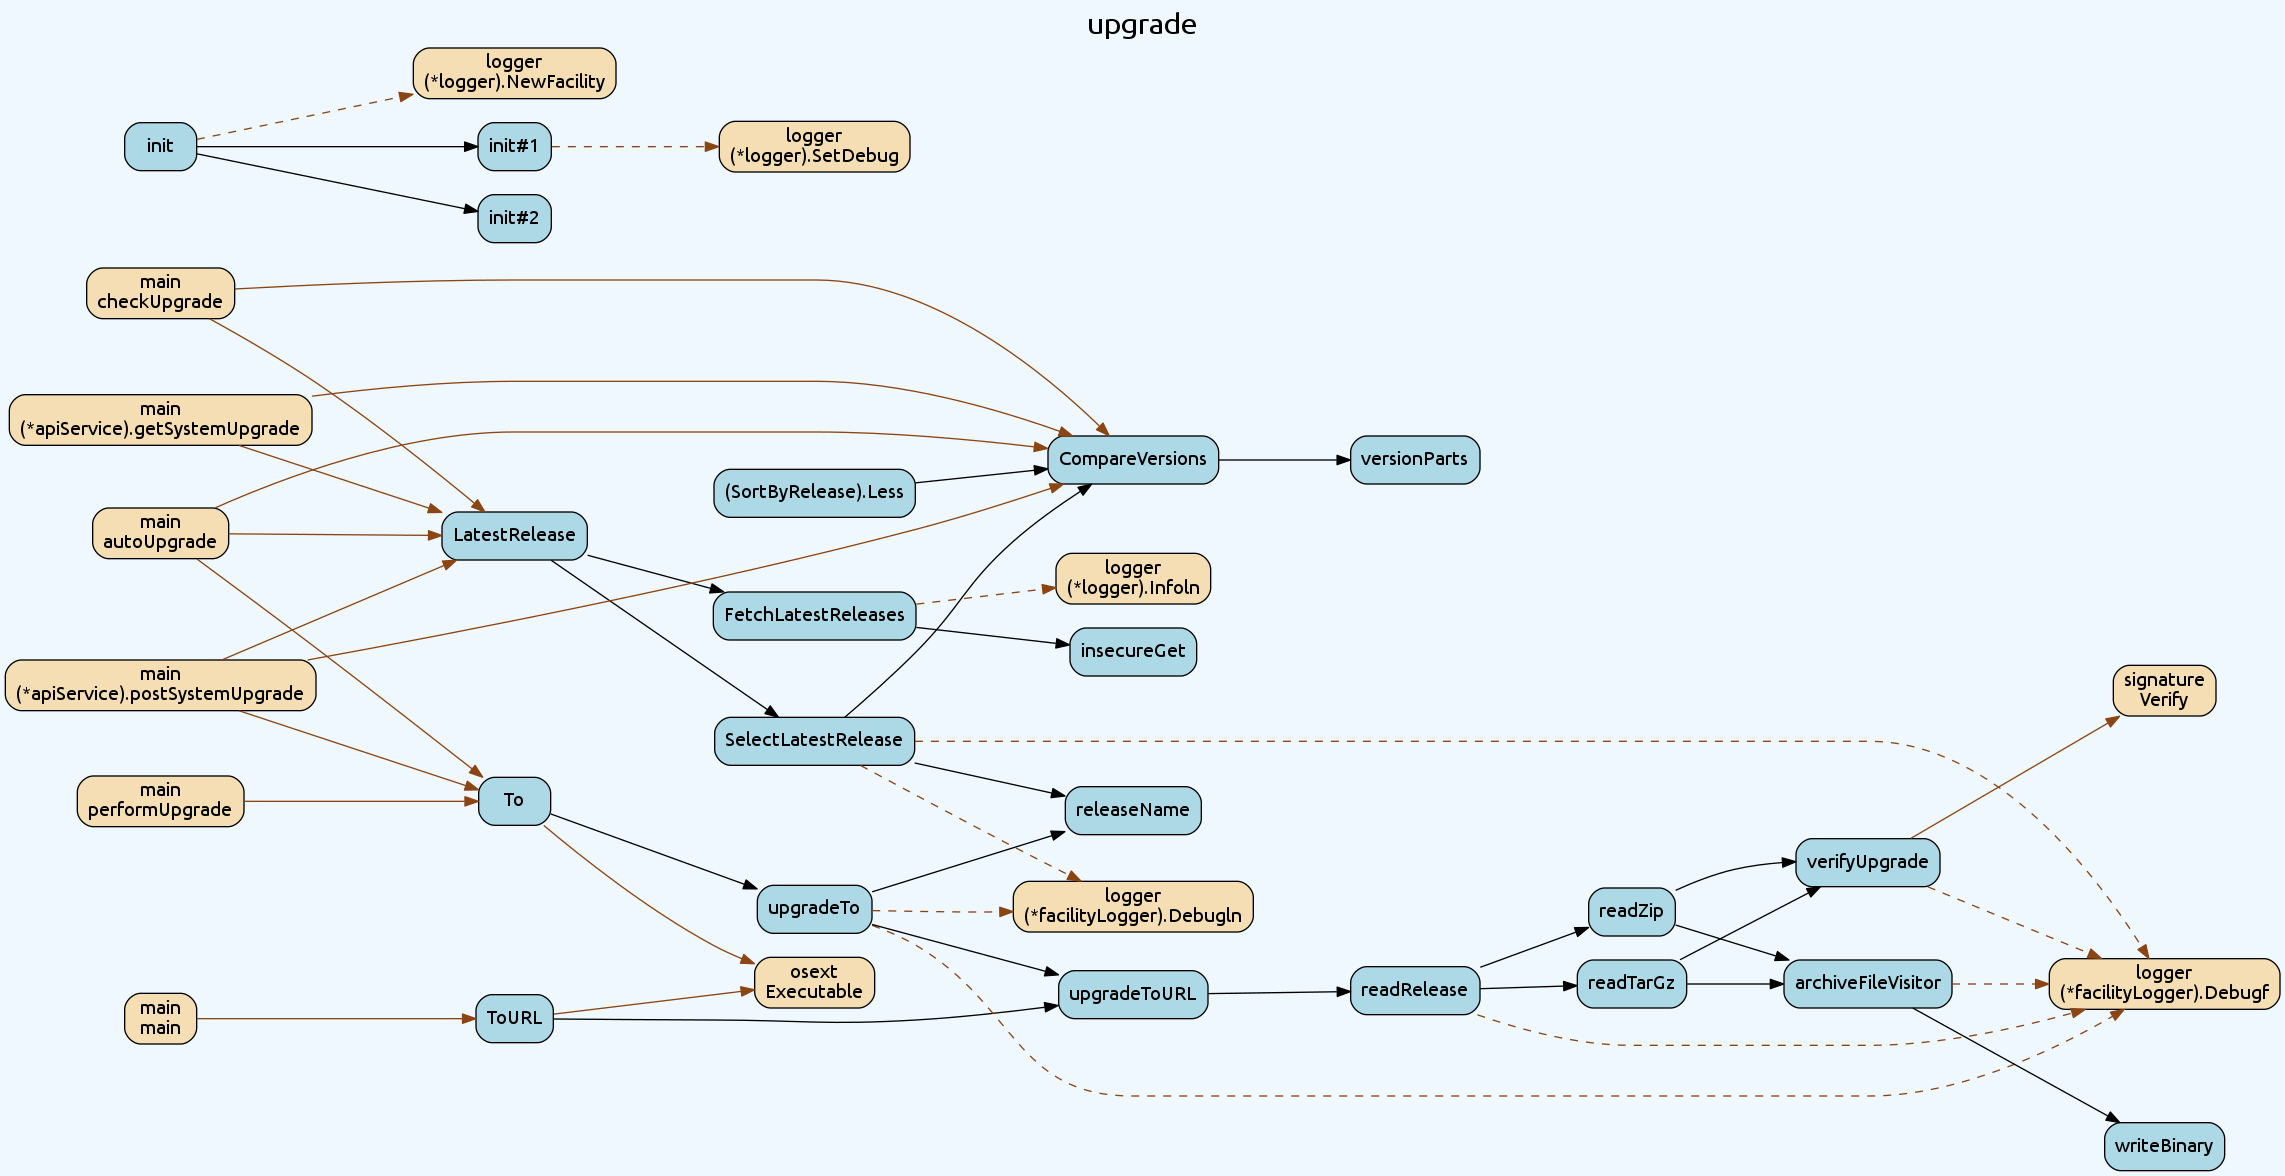 upgrade
logger
(*logger).NewFacility
init
init#1
logger
(*logger).SetDebug
init#2
main
checkUpgrade
main
(*apiService).getSystemUpgrade
CompareVersions
versionParts
(SortByRelease).Less
main
autoUpgrade
LatestRelease
logger
(*logger).Infoln
FetchLatestReleases
insecureGet
main
(*apiService).postSystemUpgrade
signature
Verify
SelectLatestRelease
main
performUpgrade
To
releaseName
verifyUpgrade
upgradeTo
logger
(*facilityLogger).Debugln
readZip
osext
Executable
upgradeToURL
readRelease
readTarGz
archiveFileVisitor
logger
(*facilityLogger).Debugf
main
main
ToURL
writeBinary